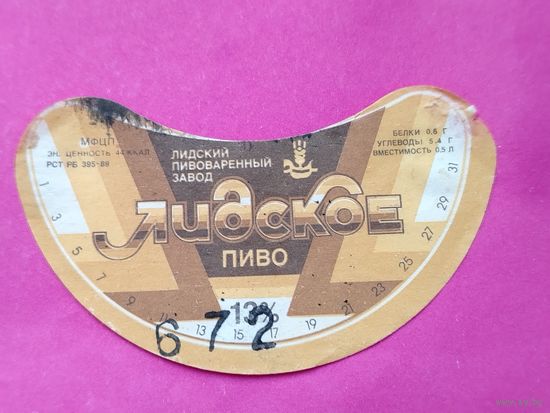 МФЦП
ЭН. ЦЕННОСТЬ 44 ККАЛ
РСТ РБ 395-89
ЛИДСКИЙ
ПИВОВАРЕННЫЙ
ЗАВОД
БЕЛКИ 0,6 Г
УГЛЕВОДЫ 5,4 Г
ВМЕСТИМОСТЬ 0,5 Л
ЛИДСКОЕ
ПИВО
13%
1 3 5 7 9 11 13 15 17 19 21 23 25 27 29 31
6 7 2